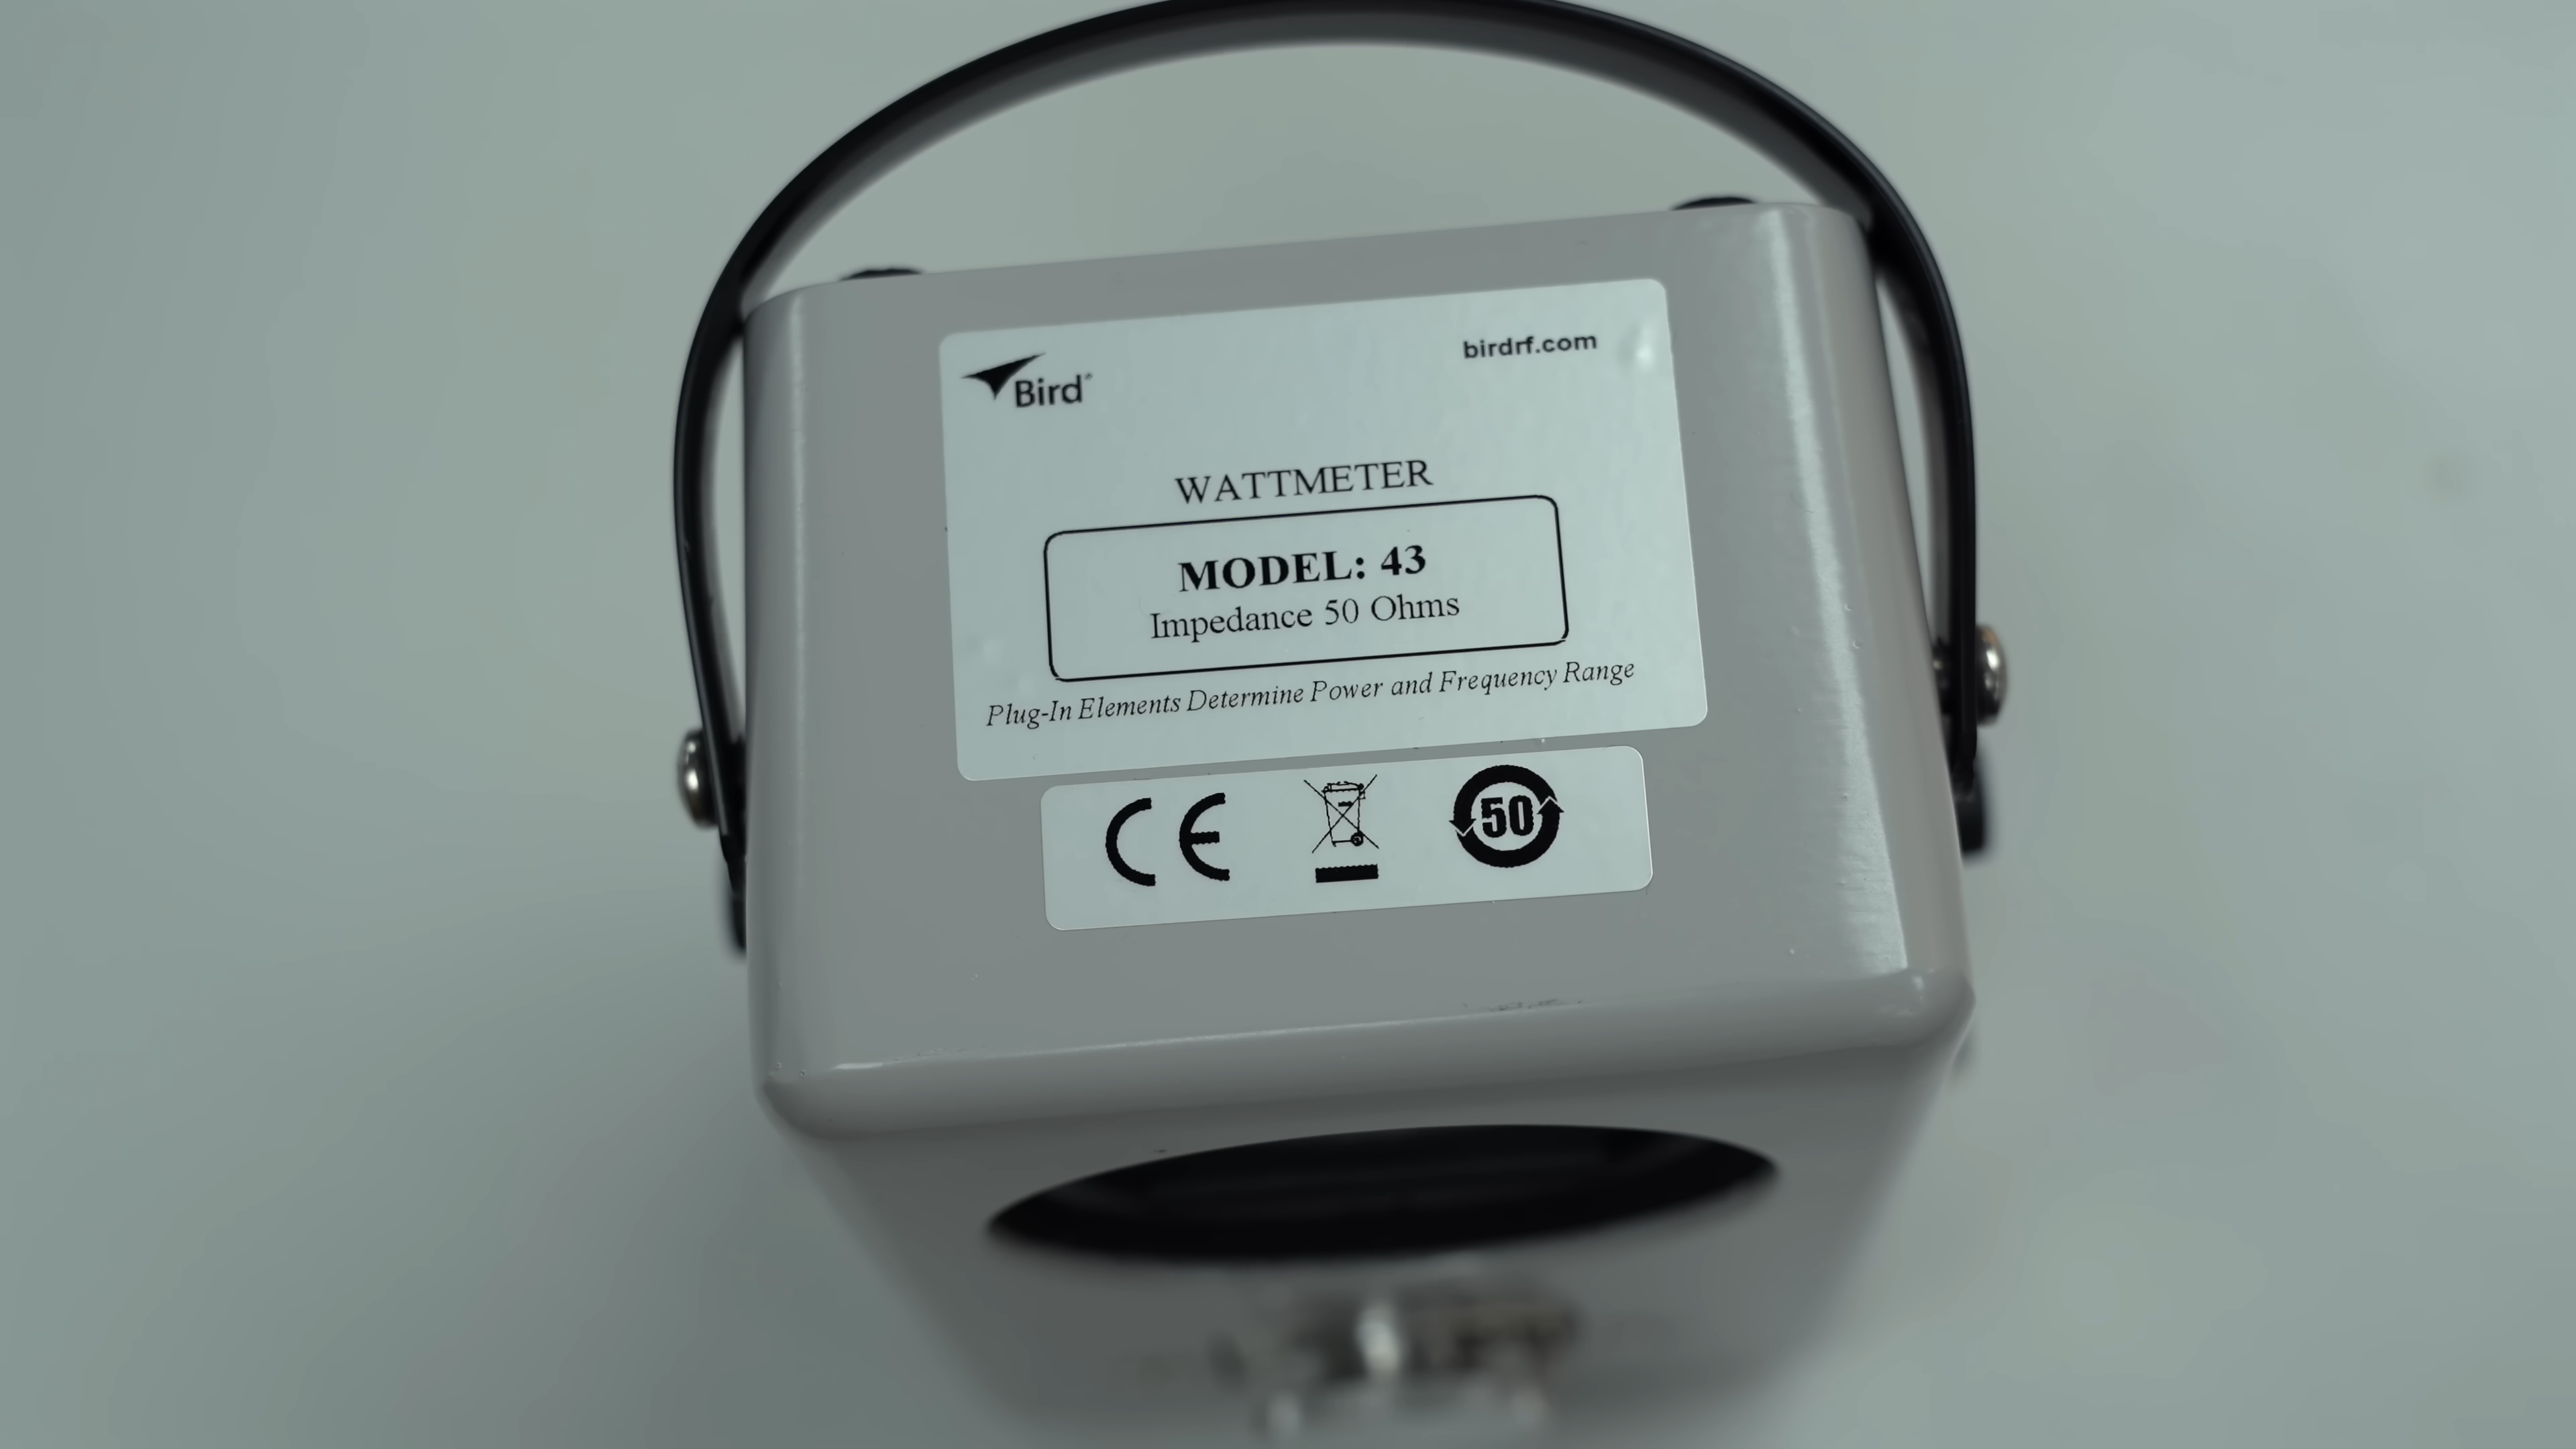 Bird®
birdrf.com
WATTMETER
MODEL: 43
Impedance 50 Ohms
Plug-In Elements Determine Power and Frequency Range
CE
50